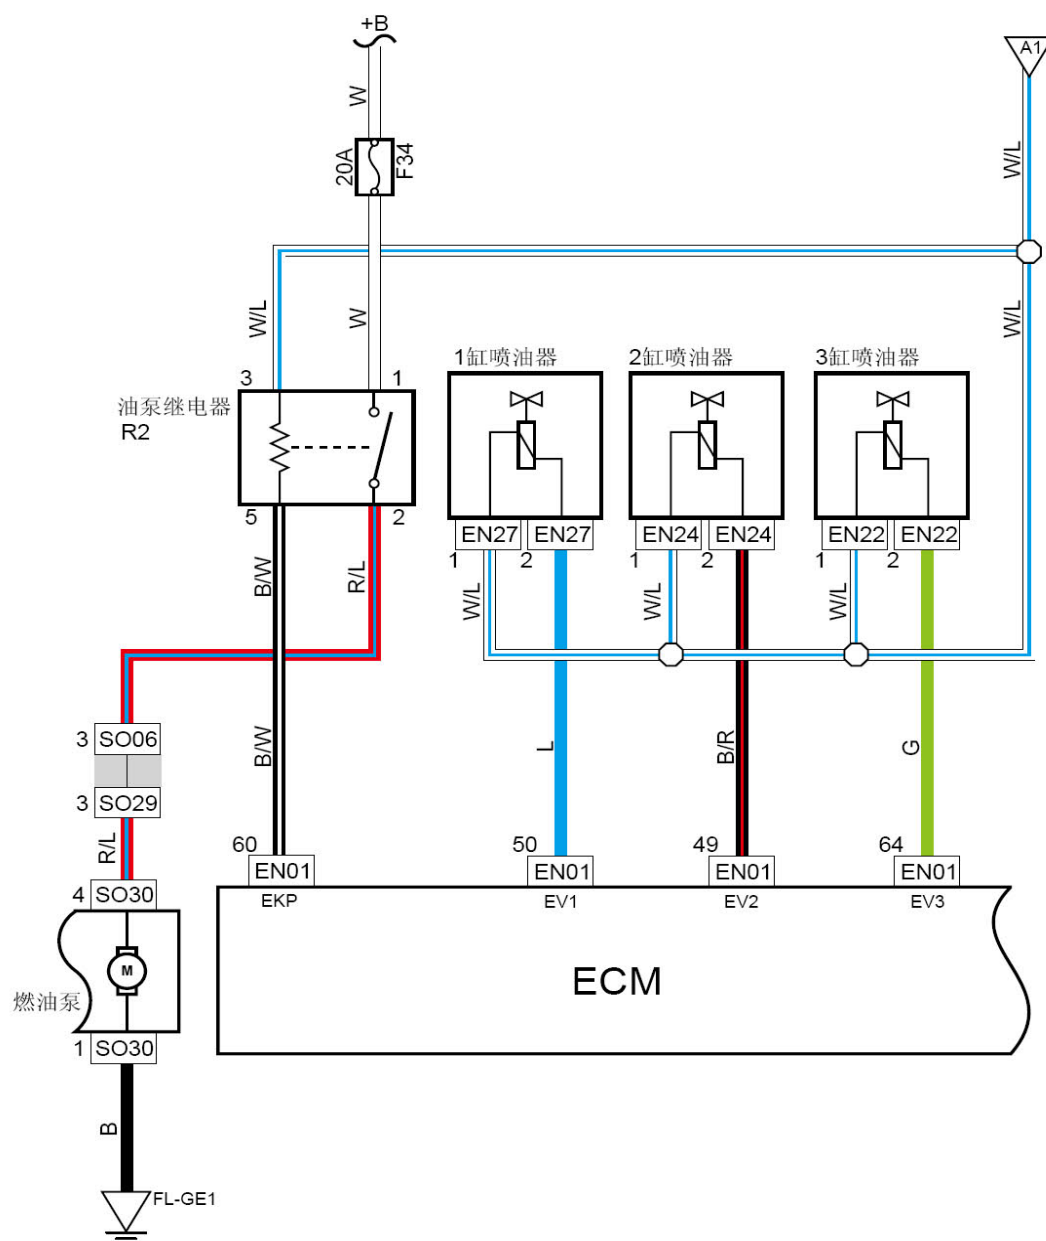 +B
A1
W
20A
F34
W/L
W/L
W
W/L
3
1
油泵继电器
R2
5
2
1缸喷油器
2缸喷油器
3缸喷油器
EN27
EN27
EN24
EN24
EN22
EN22
1
2
1
2
1
2
B/W
R/L
W/L
W/L
W/L
3
SO06
B/W
L
B/R
G
3
SO29
R/L
60
EN01
50
EN01
49
EN01
64
EN01
EKP
EV1
EV2
EV3
ECM
4
SO30
M
燃油泵
1
SO30
B
FL-GE1